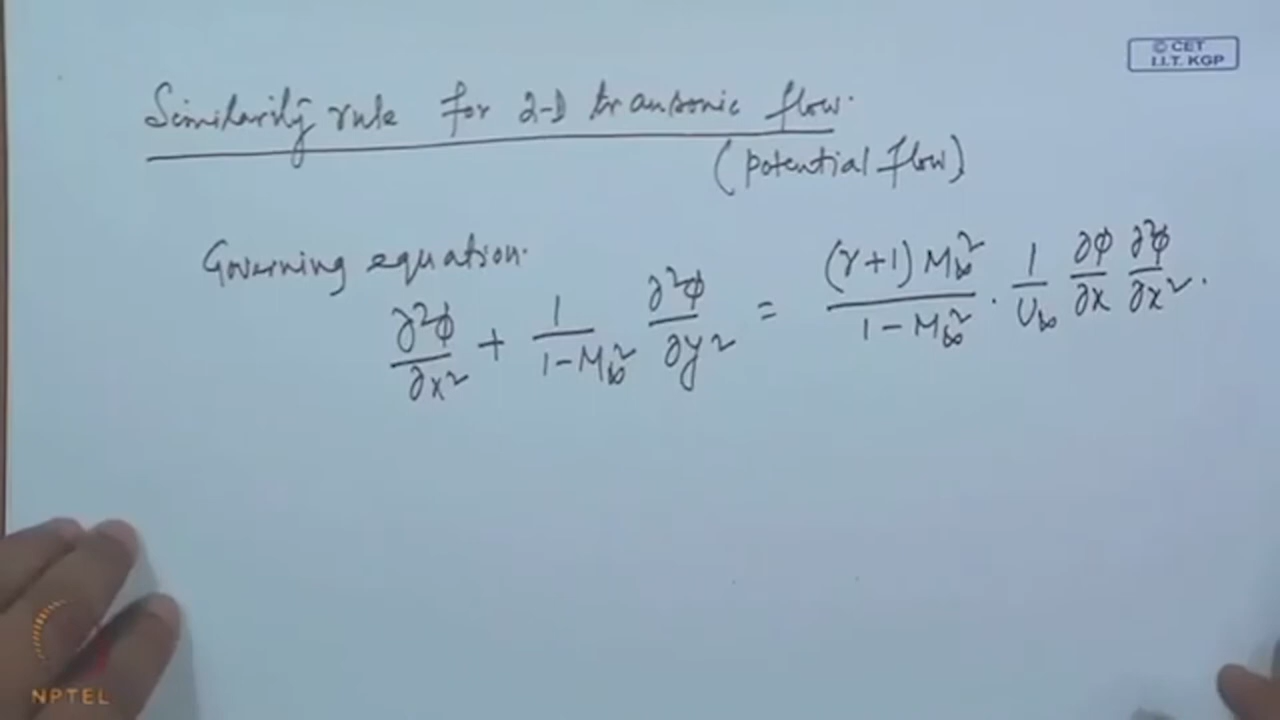 © CET
I.I.T. KGP
Similarity rule for 2-D transonic flow.
(potential flow)
Governing equation.
∂²φ/∂x² + 1/(1-M∞²) ∂²φ/∂y² = (γ+1)M∞²/(1-M∞²) · 1/U∞ ∂φ/∂x ∂²φ/∂x².
NPTEL